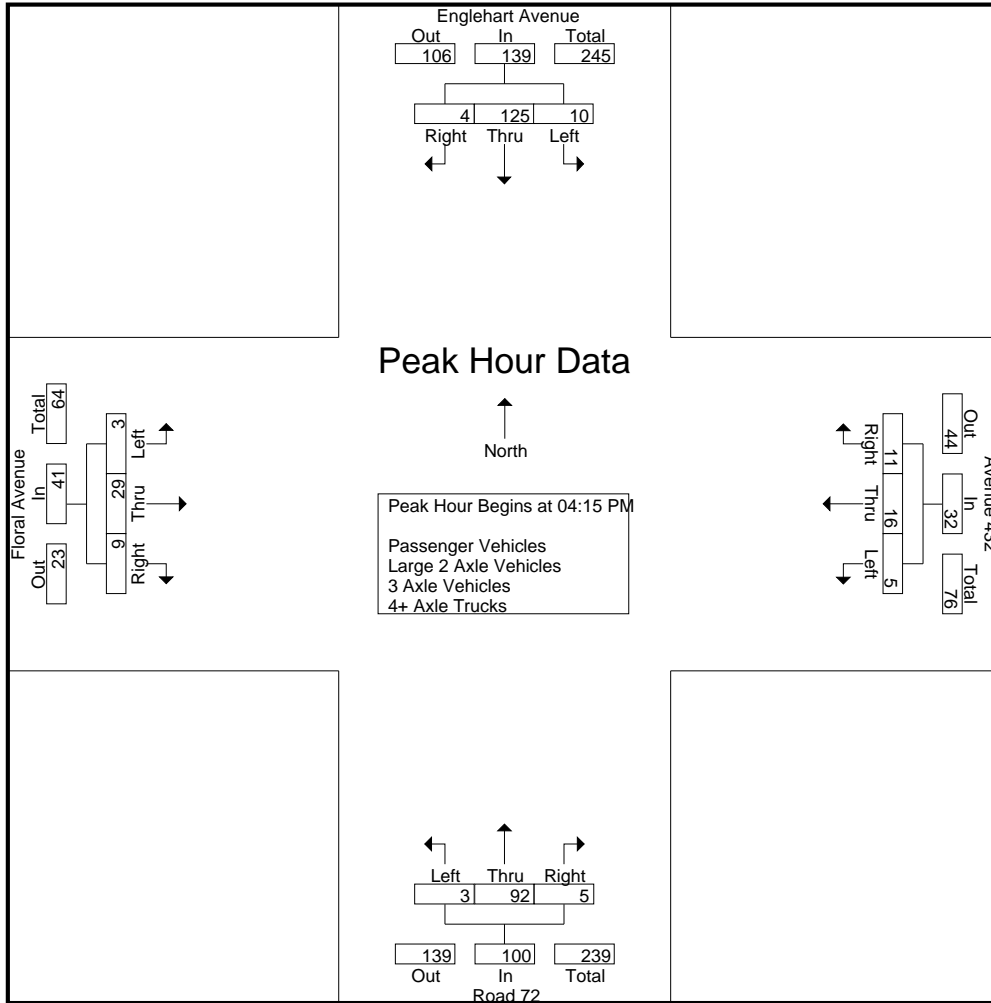 Englehart Avenue
Out In Total
106 139 245
4 125 10
Right Thru Left
Peak Hour Data
North
Peak Hour Begins at 04:15 PM
Passenger Vehicles
Large 2 Axle Vehicles
3 Axle Vehicles
4+ Axle Trucks
Floral Avenue
Out In Total
23 41 64
9 29 3
Right Thru Left
Avenue 432
Out In Total
44 32 76
11 16 5
Right Thru Left
Left Thru Right
3 92 5
139 100 239
Out In Total
Road 72